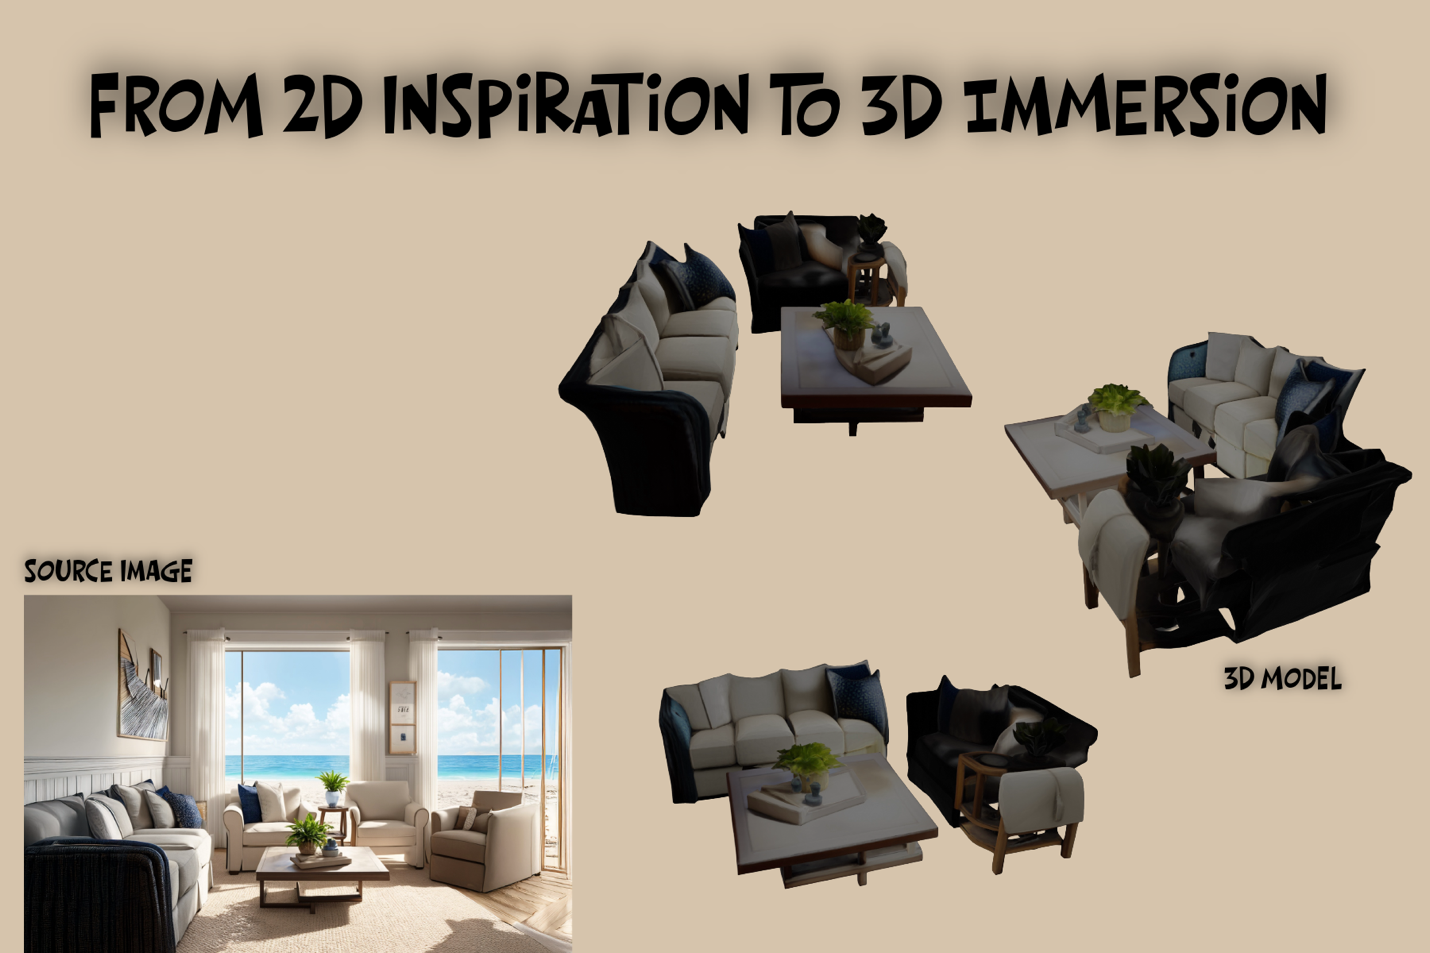 FROM 2D INSPIRATION TO 3D IMMERSION
SOURCE IMAGE
3D MODEL